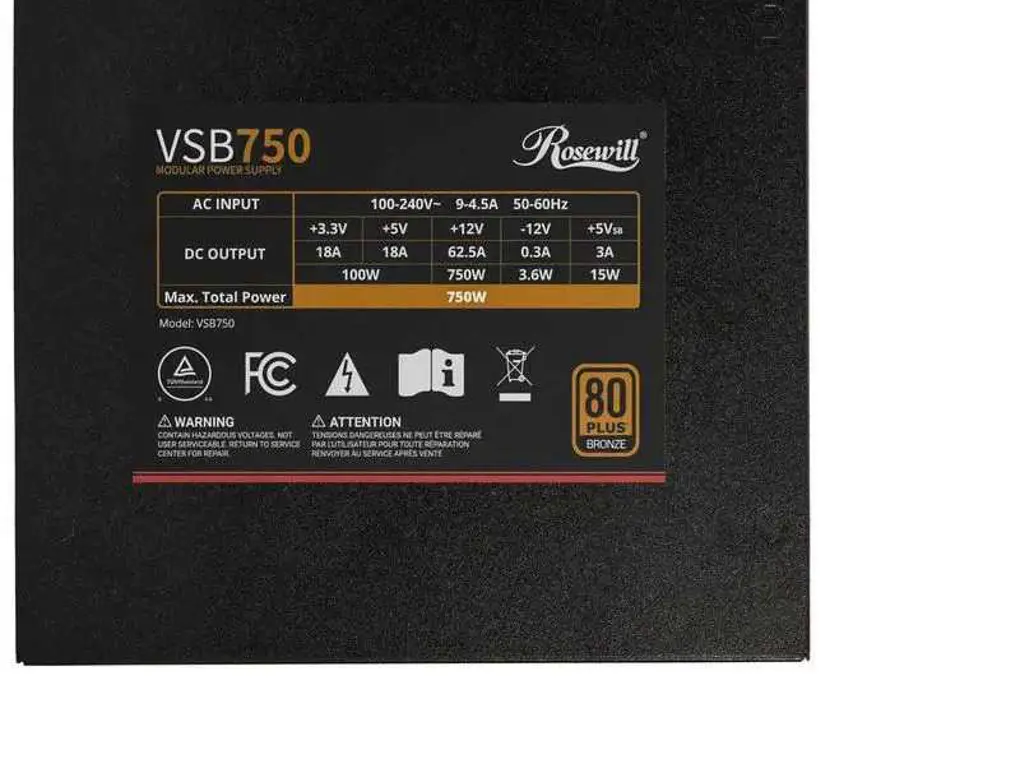 VSB750
MODULAR POWER SUPPLY
Rosewill®
AC INPUT 100-240V~ 9-4.5A 50-60Hz
DC OUTPUT
+3.3V +5V +12V -12V +5VSB
18A 18A 62.5A 0.3A 3A
100W 750W 3.6W 15W
Max. Total Power 750W
Model: VSB750
TÜVRheinland
FC
i
80
PLUS
BRONZE
WARNING
CONTAIN HAZARDOUS VOLTAGES. NOT
USER SERVICEABLE. RETURN TO SERVICE
CENTER FOR REPAIR.
ATTENTION
TENSIONS DANGEREUSES NE PEUT ÊTRE RÉPARÉ
PAR L'UTILISATEUR POUR TOUTE RÉPARATION
RENVOYER AU SERVICE APRÈS VENTE